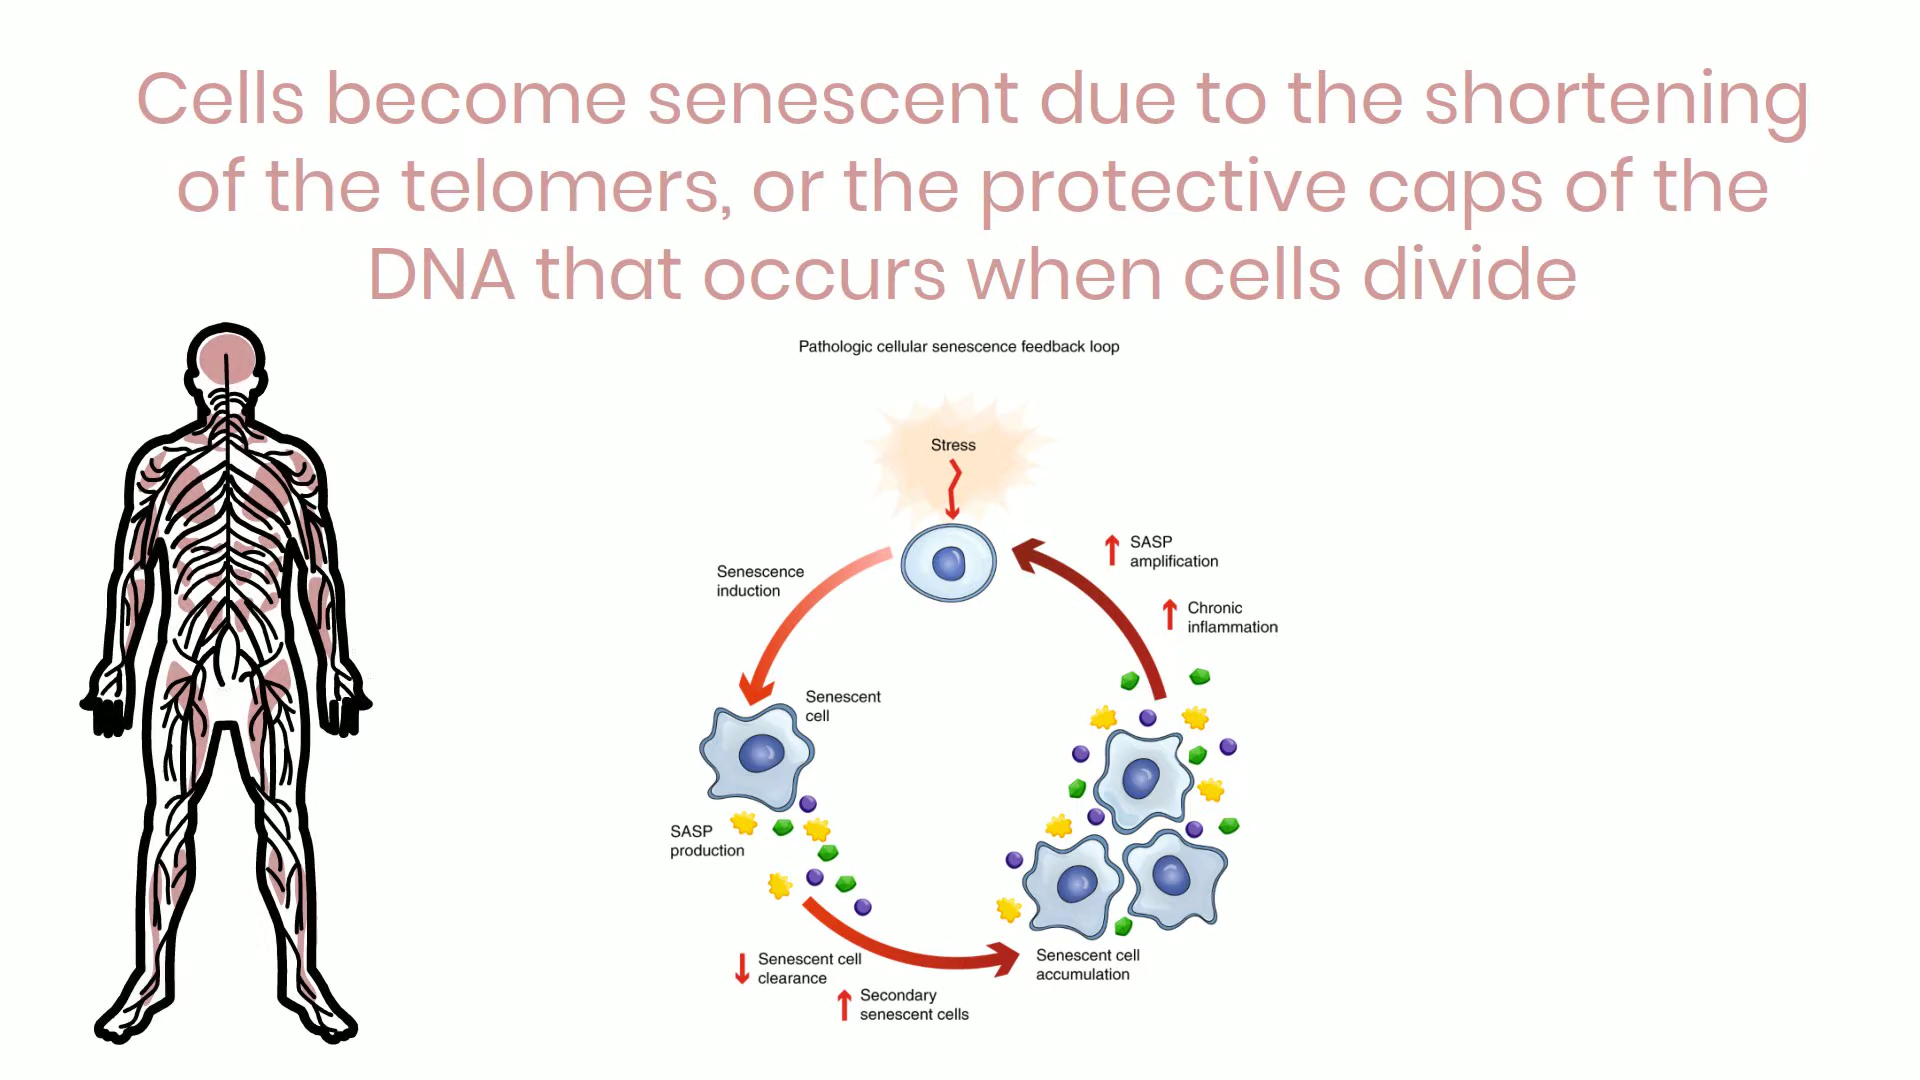 Cells become senescent due to the shortening
of the telomers, or the protective caps of the
DNA that occurs when cells divide
Pathologic cellular senescence feedback loop
Stress
SASP
amplification
Senescence
induction
Chronic
inflammation
Senescent
cell
SASP
production
Senescent cell
clearance
Senescent cell
accumulation
Secondary
senescent cells